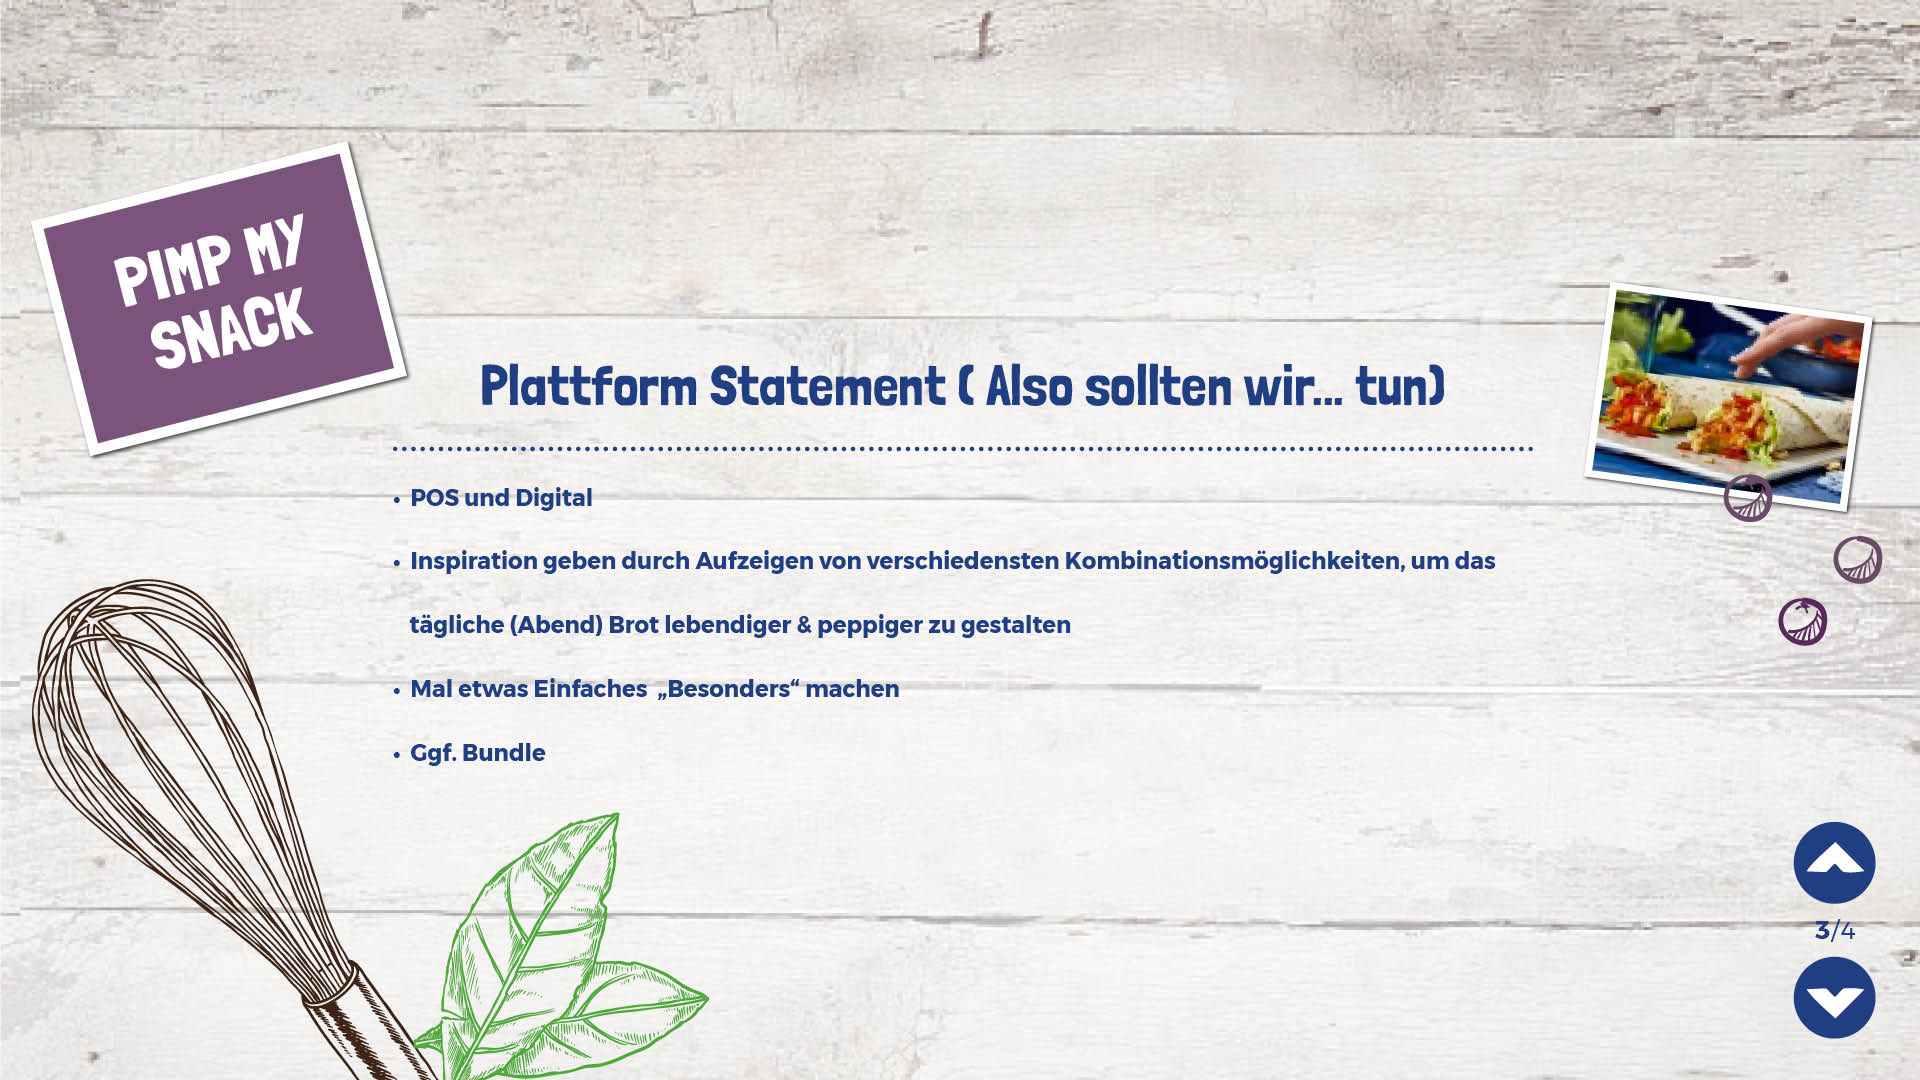 PIMP MY
SNACK
Plattform Statement ( Also sollten wir... tun)
• POS und Digital
• Inspiration geben durch Aufzeigen von verschiedensten Kombinationsmöglichkeiten, um das
tägliche (Abend) Brot lebendiger & peppiger zu gestalten
• Mal etwas Einfaches „Besonders“ machen
• Ggf. Bundle
3/4